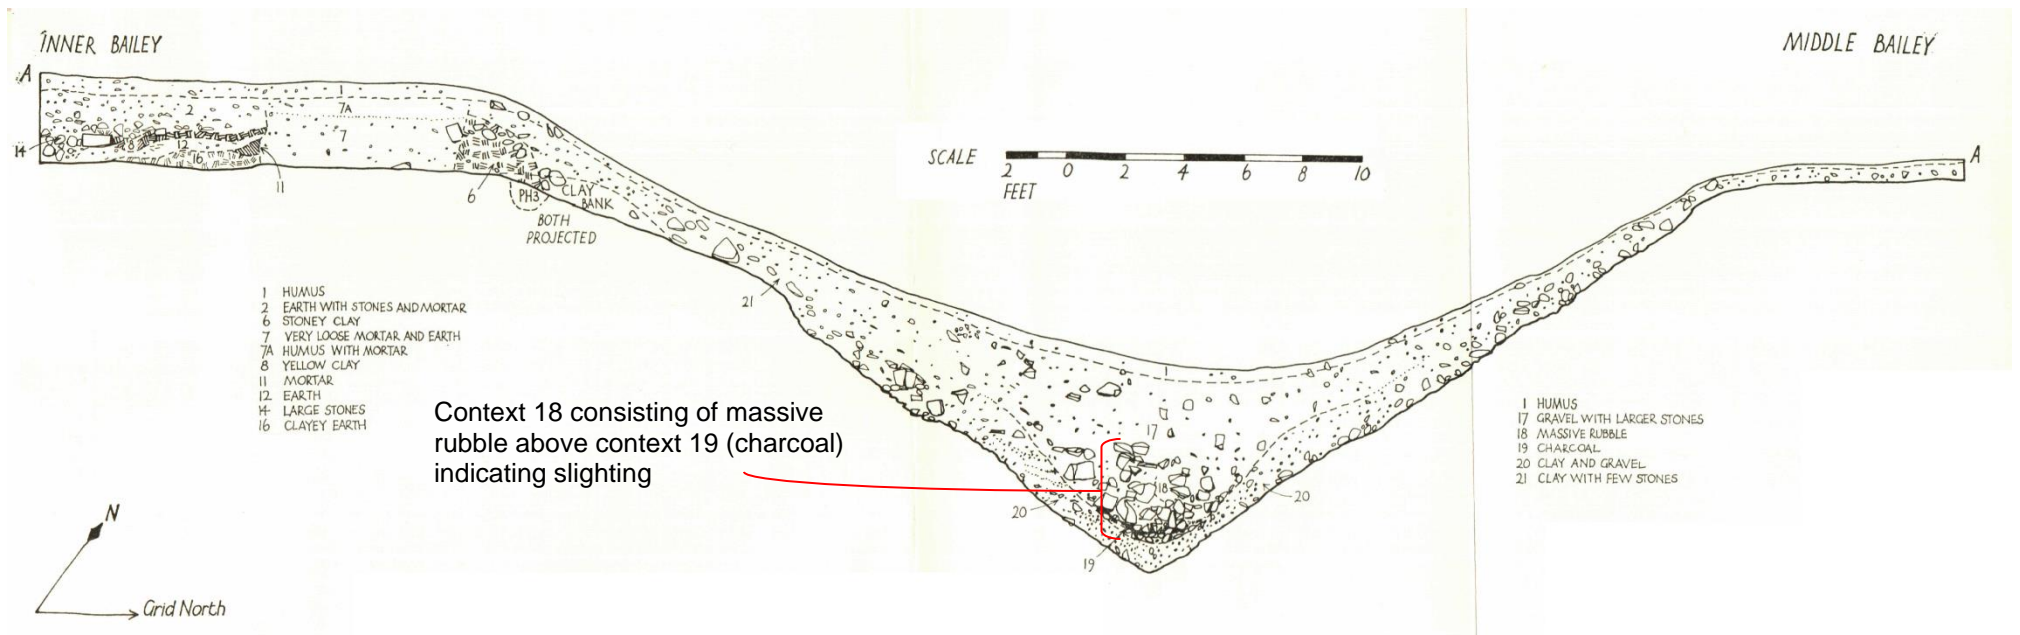 INNER BAILEY
MIDDLE BAILEY
A
A
1
7A
2
7
14
8
12
16
11
6
PH3
CLAY
BANK
BOTH
PROJECTED
SCALE
2 0 2 4 6 8 10
FEET
21
1 HUMUS
2 EARTH WITH STONES AND MORTAR
6 STONEY CLAY
7 VERY LOOSE MORTAR AND EARTH
7A HUMUS WITH MORTAR
8 YELLOW CLAY
11 MORTAR
12 EARTH
14 LARGE STONES
16 CLAYEY EARTH
Context 18 consisting of massive
rubble above context 19 (charcoal)
indicating slighting
1
17
18
20
20
19
1 HUMUS
17 GRAVEL WITH LARGER STONES
18 MASSIVE RUBBLE
19 CHARCOAL
20 CLAY AND GRAVEL
21 CLAY WITH FEW STONES
N
Grid North